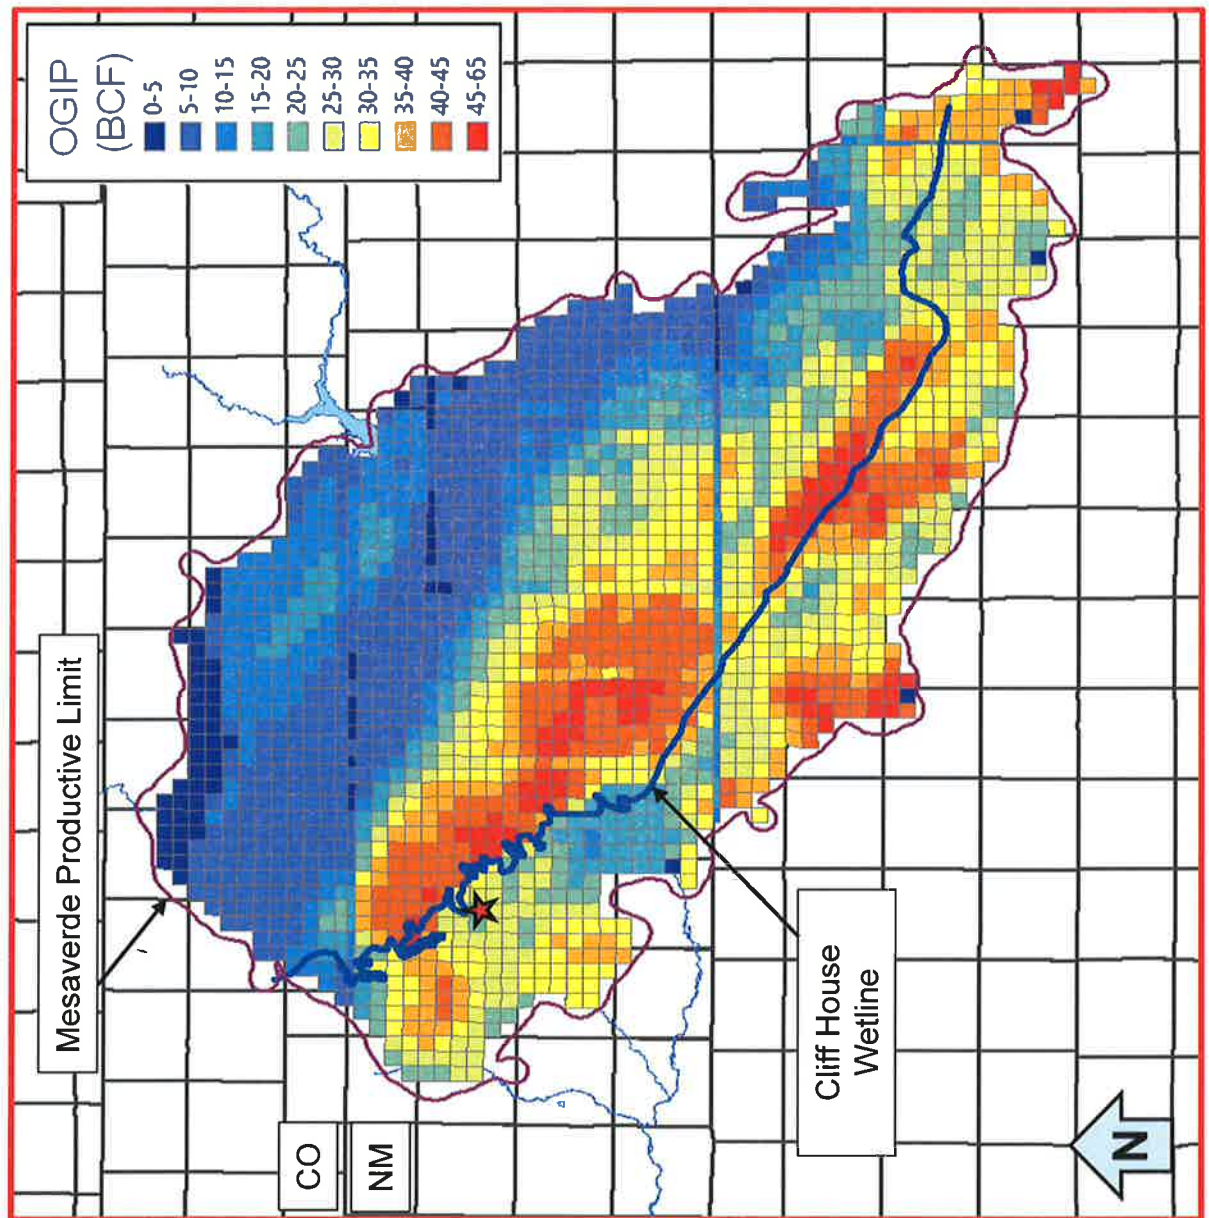 OGIP
(BCF)
0-5
5-10
10-15
15-20
20-25
25-30
30-35
35-40
40-45
45-65
Mesaverde Productive Limit
CO
NM
Cliff House
Wetline
N